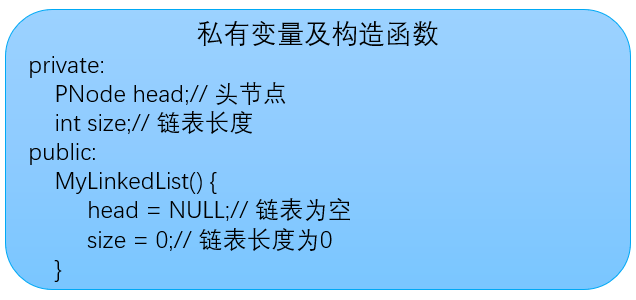 私有变量及构造函数
private:
PNode head;// 头节点
int size;// 链表长度
public:
MyLinkedList() {
head = NULL;// 链表为空
size = 0;// 链表长度为0
}